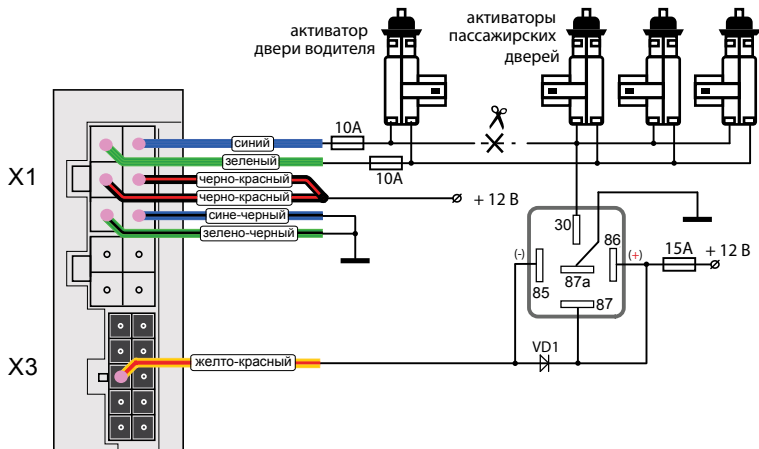 активатор
двери водителя
активаторы
пассажирских
дверей
10A
синий
зеленый
10A
X1
черно-красный
черно-красный
+ 12 В
сине-черный
зелено-черный
30
86
(-)
(+)
15A
+ 12 В
85
87a
87
VD1
X3
желто-красный